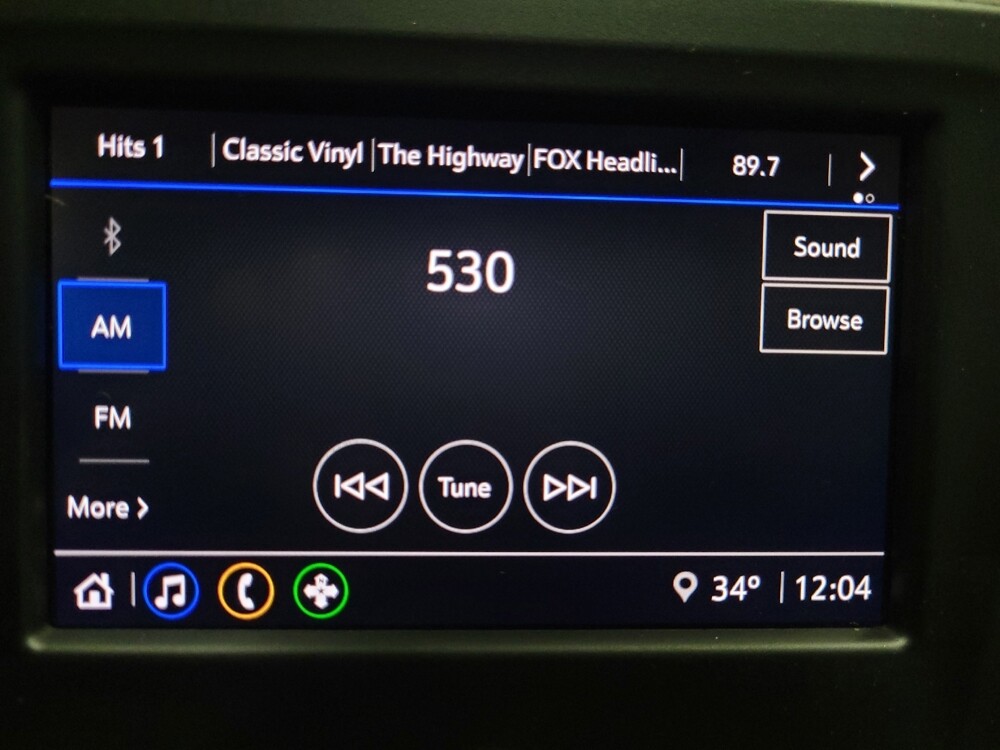 Hits 1 | Classic Vinyl | The Highway | FOX Headli... | 89.7 | >
530
Sound
AM
Browse
FM
Tune
More >
34° | 12:04